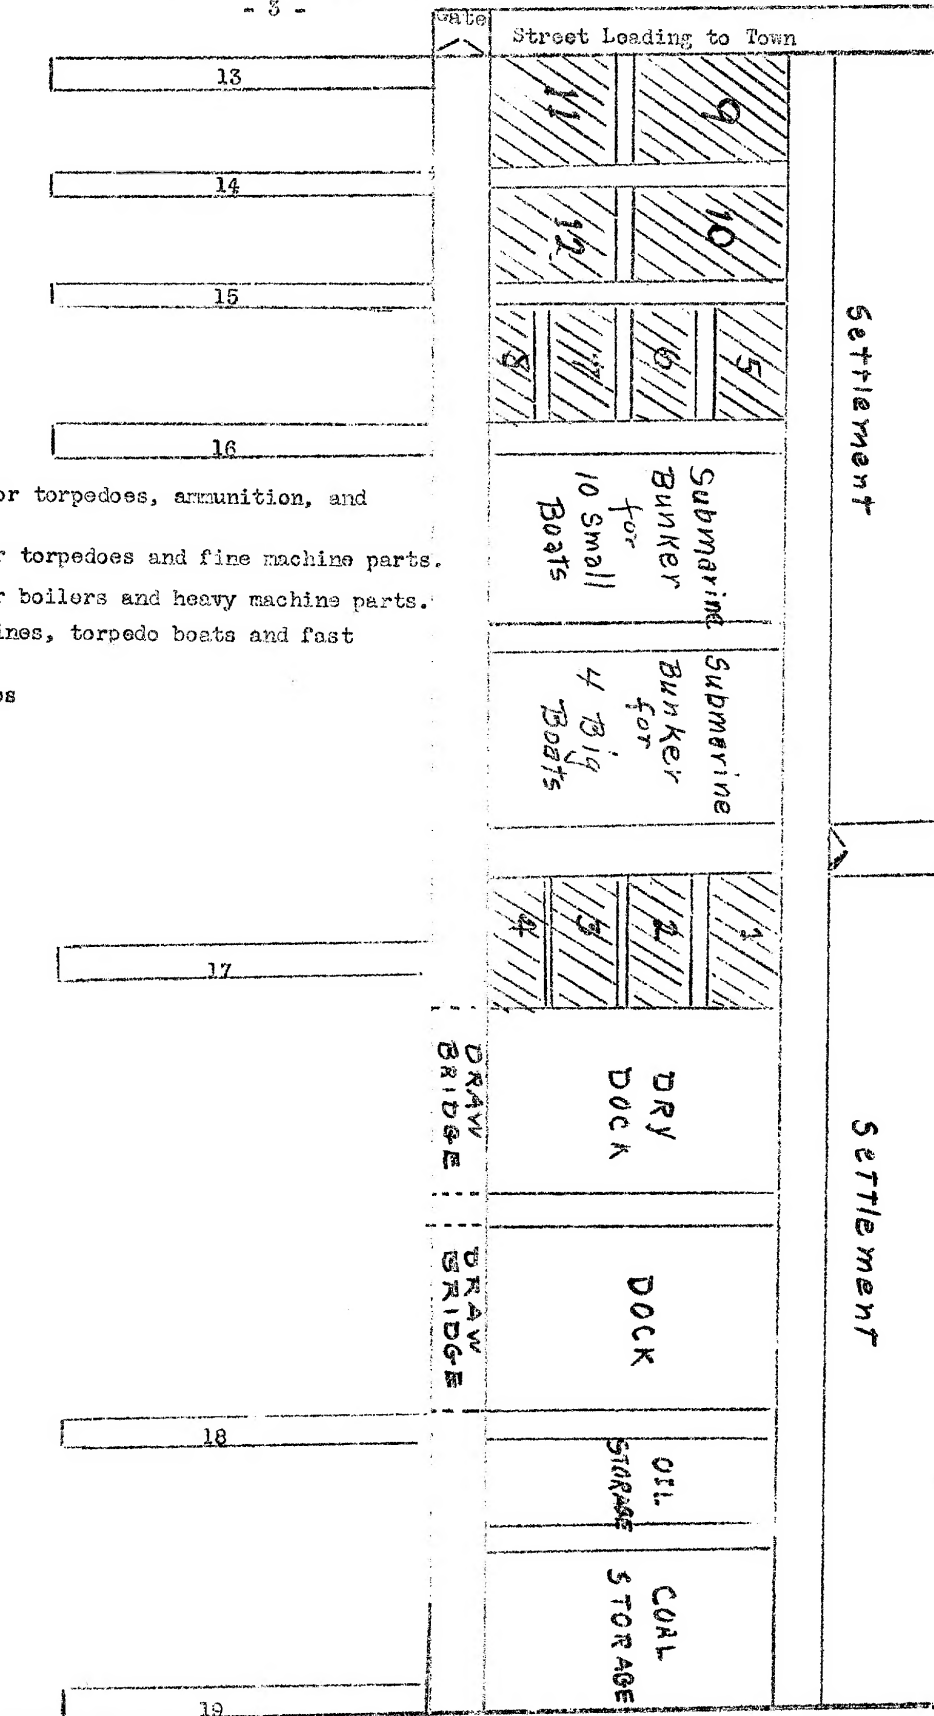 - 3 -
Gate
Street Leading to Town
13
11
9
14
12
10
15
8
7
6
5
Settlement
16
or torpedoes, ammunition, and
r torpedoes and fine machine parts.
r boilers and heavy machine parts.
ines, torpedo boats and fast
os
Submarine
Bunker
for
10 Small
Boats
Submarine
Bunker
for
4 Big
Boats
4
3
2
1
17
DRAW
BRIDGE
DRY
DOCK
Settlement
DRAW
BRIDGE
DOCK
18
OIL
STORAGE
COAL
STORAGE
19